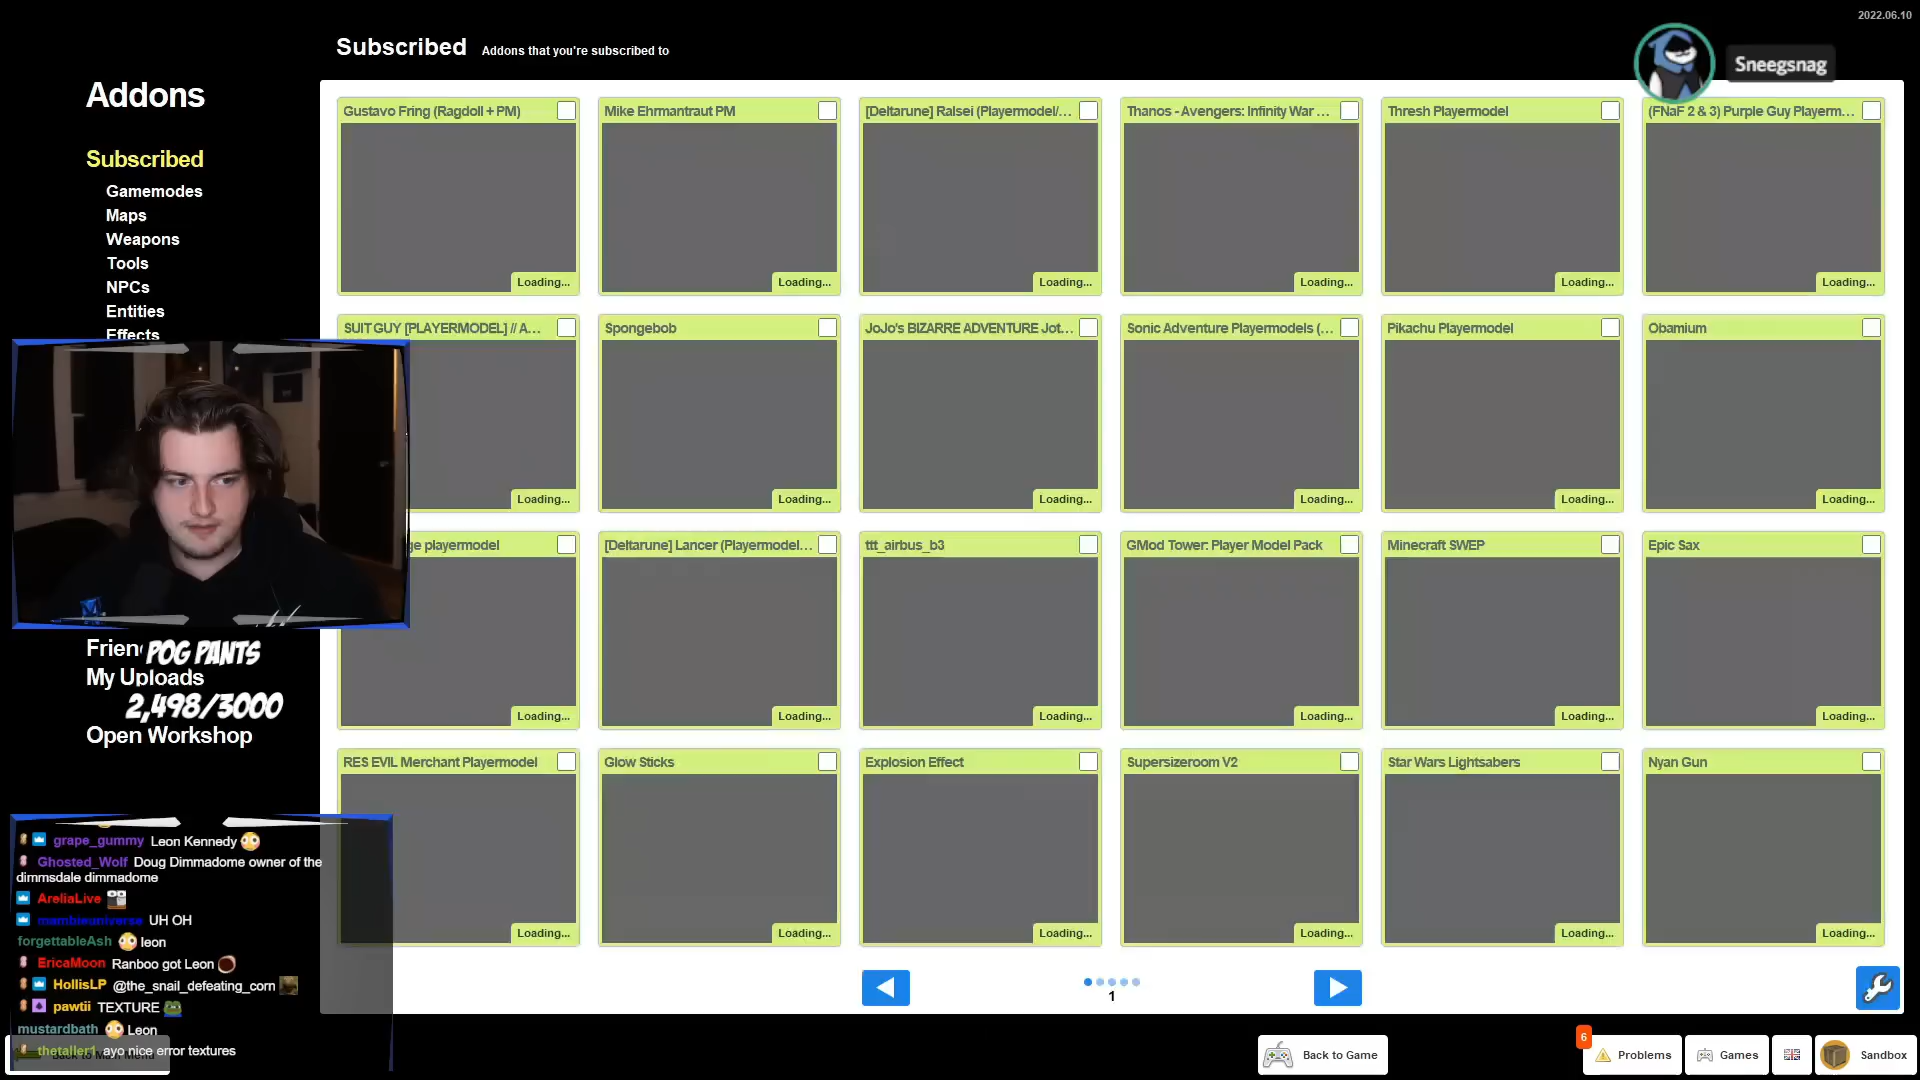 2022.06.10
Subscribed Addons that you're subscribed to
Sneegsnag
Addons
Subscribed
Gamemodes
Maps
Weapons
Tools
NPCs
Entities
Effects
Gustavo Fring (Ragdoll + PM)
Mike Ehrmantraut PM
[Deltarune] Ralsei (Playermodel/...
Thanos - Avengers: Infinity War ...
Thresh Playermodel
(FNaF 2 & 3) Purple Guy Playerm...
Loading...
Loading...
Loading...
Loading...
Loading...
Loading...
SUIT GUY [PLAYERMODEL] // A...
Spongebob
JoJo's BIZARRE ADVENTURE Jot...
Sonic Adventure Playermodels (...
Pikachu Playermodel
Obamium
Loading...
Loading...
Loading...
Loading...
Loading...
Loading...
ge playermodel
[Deltarune] Lancer (Playermodel...
ttt_airbus_b3
GMod Tower: Player Model Pack
Minecraft SWEP
Epic Sax
Loading...
Loading...
Loading...
Loading...
Loading...
Loading...
RES EVIL Merchant Playermodel
Glow Sticks
Explosion Effect
Supersizeroom V2
Star Wars Lightsabers
Nyan Gun
Loading...
Loading...
Loading...
Loading...
Loading...
Loading...
Frien
POG PANTS
My Uploads
2,498/3000
Open Workshop
grape_gummy Leon Kennedy
Ghosted_Wolf Doug Dimmadome owner of the
dimmsdale dimmadome
AreliaLive
mambieuniverse UH OH
forgettableAsh leon
EricaMoon Ranboo got Leon
HollisLP @the_snail_defeating_corn
pawtii TEXTURE
mustardbath Leon
thetaller1 ayo nice error textures
Back to Main Menu
1
Back to Game
6
Problems
Games
Sandbox